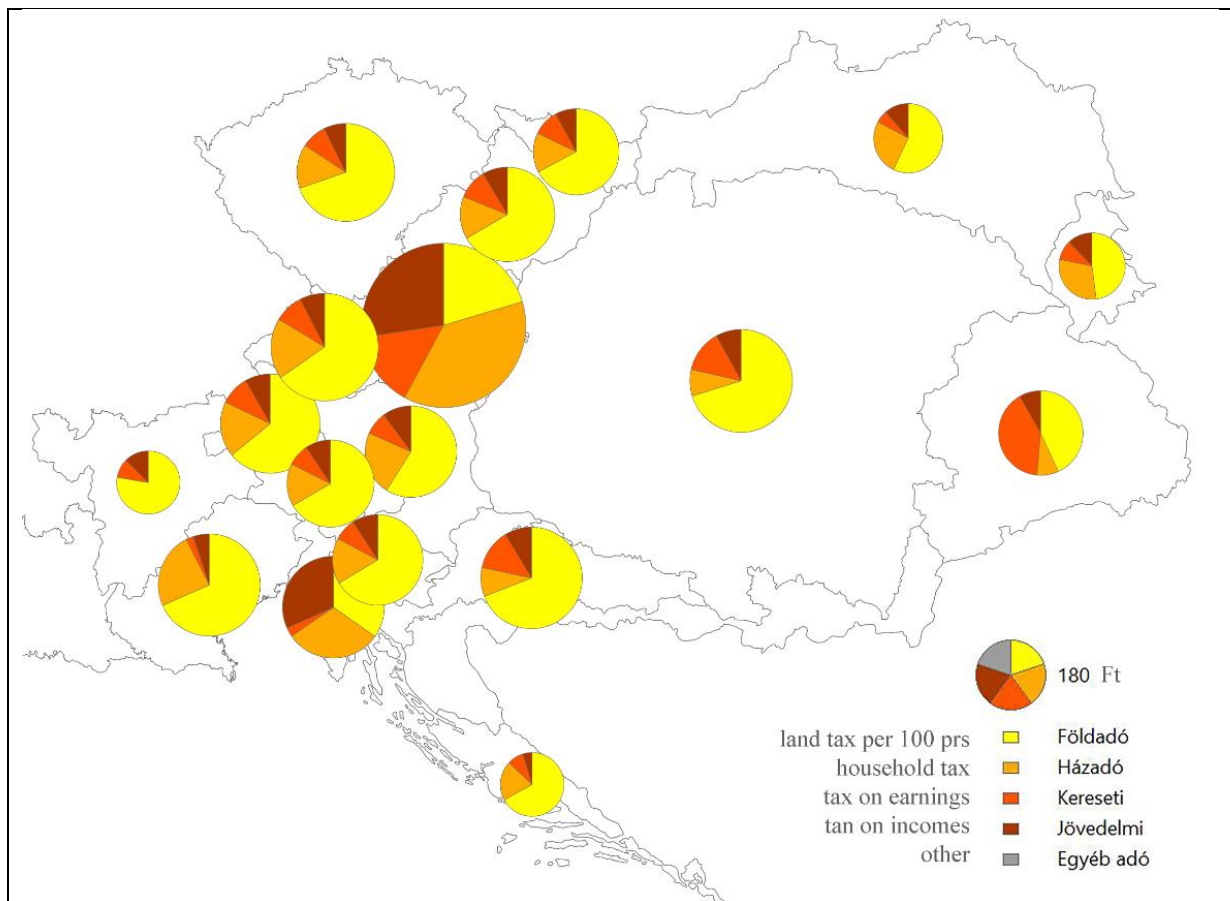 180 Ft
land tax per 100 prs Földadó
household tax Házadó
tax on earnings Kereseti
tan on incomes Jövedelmi
other Egyéb adó